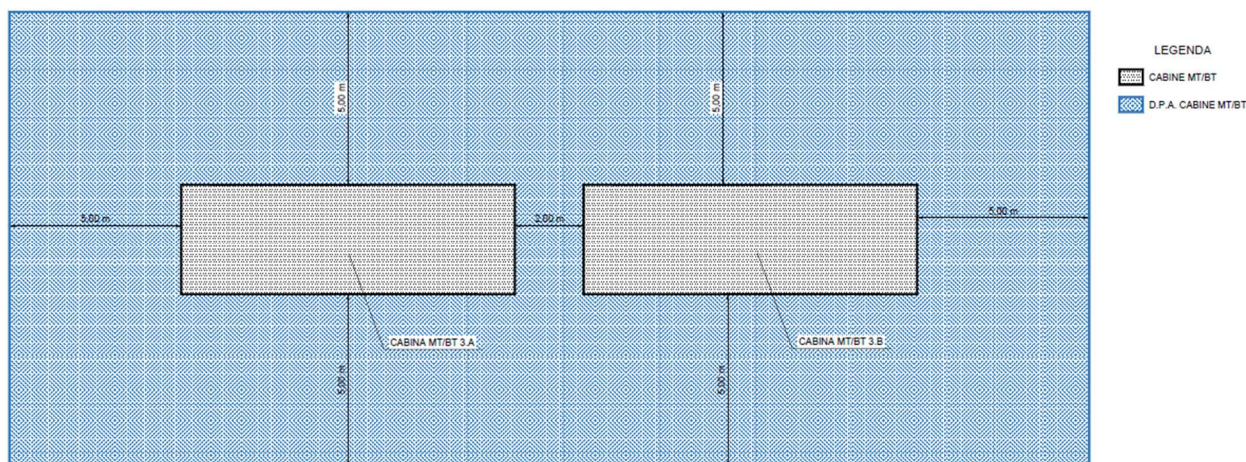 LEGENDA
CABINE MT/BT
D.P.A. CABINE MT/BT
5,00 m
5,00 m
5,00 m
2,00 m
5,00 m
CABINA MT/BT 3.A
CABINA MT/BT 3.B
5,00 m
5,00 m